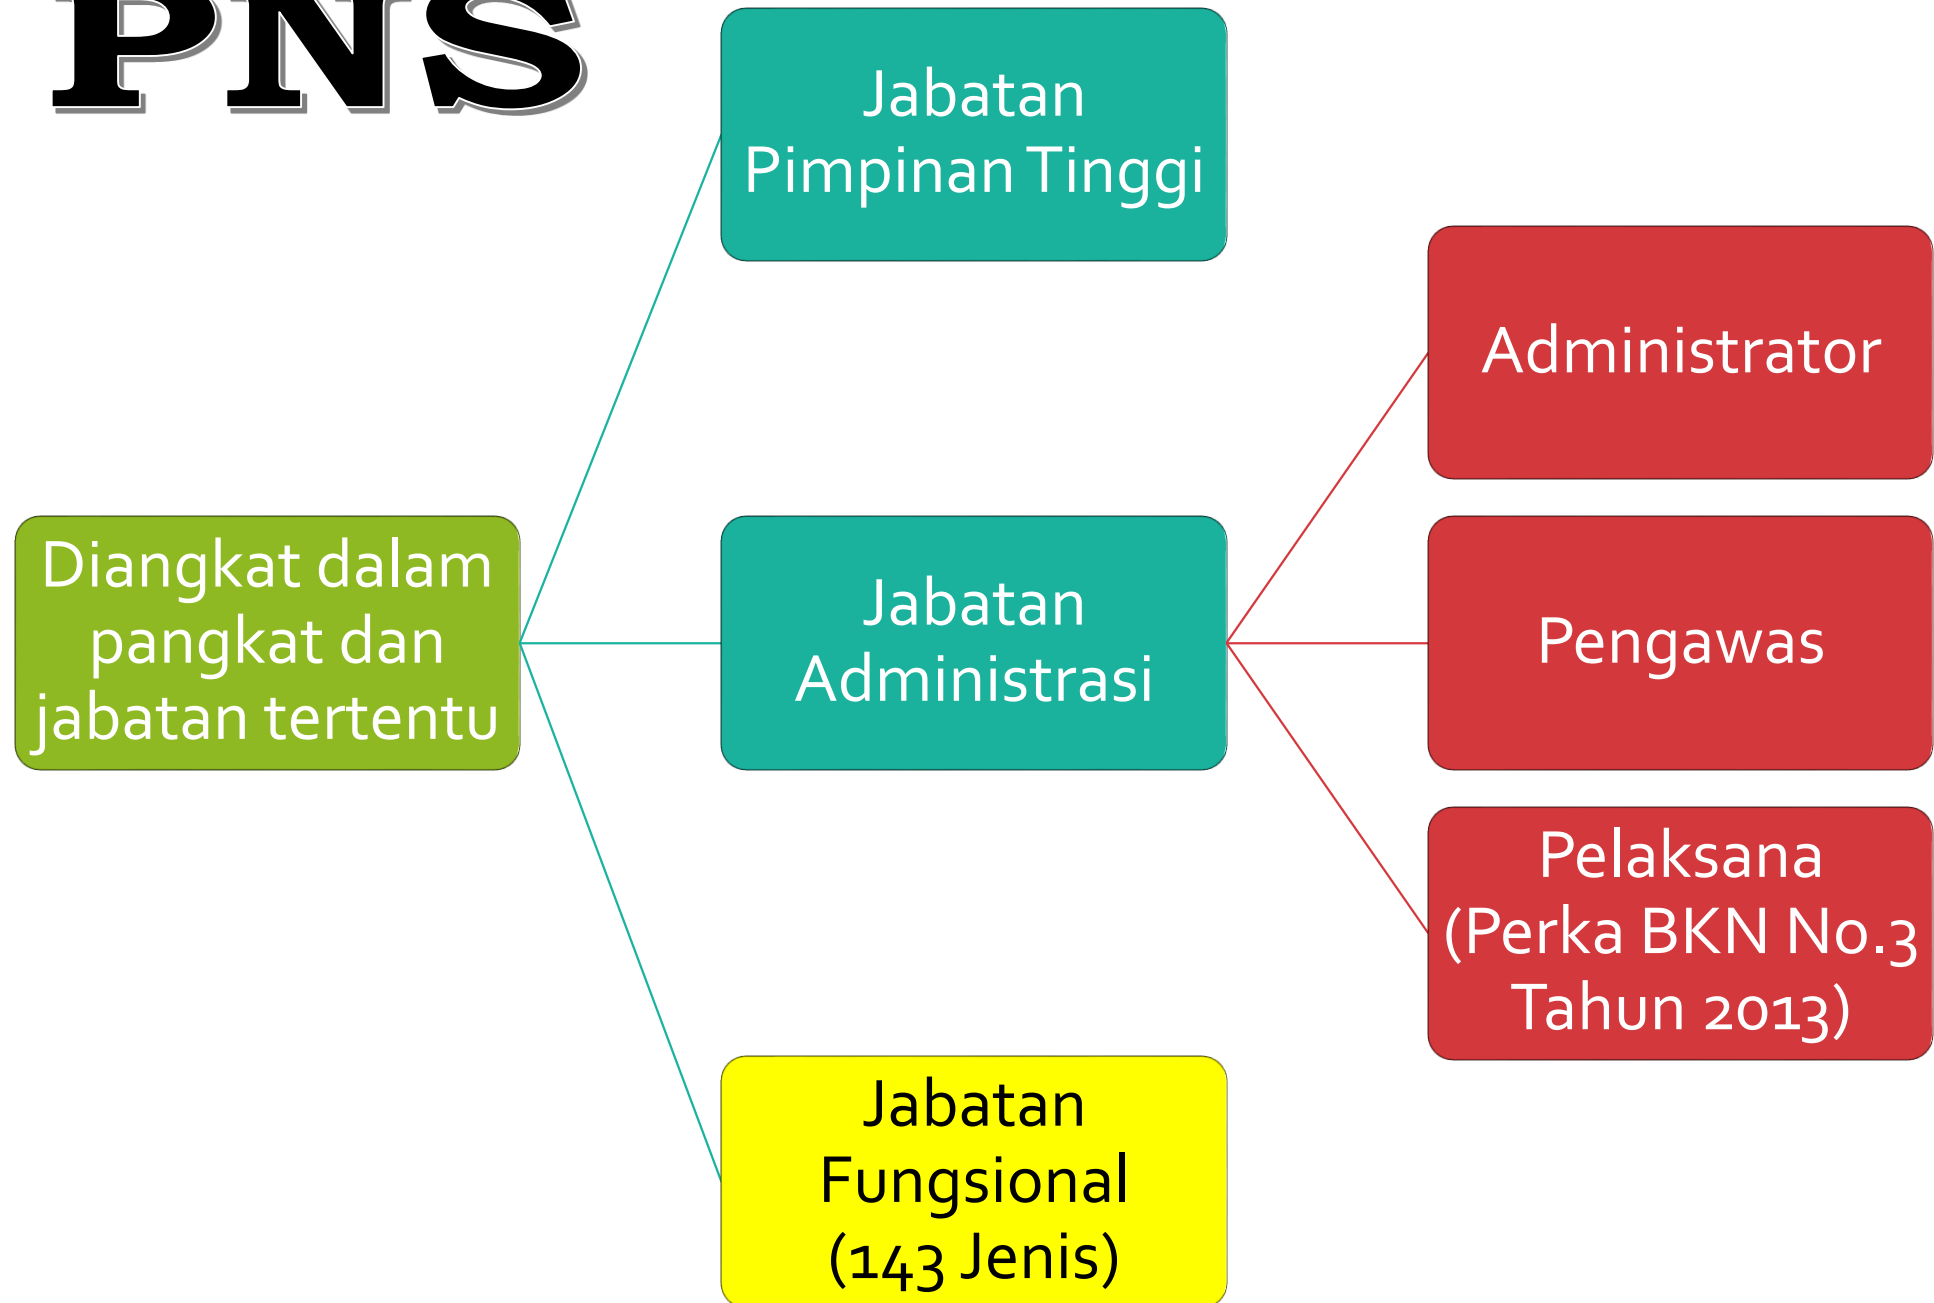 PNS
Jabatan
Pimpinan Tinggi
Administrator
Diangkat dalam
pangkat dan
jabatan tertentu
Jabatan
Administrasi
Pengawas
Pelaksana
(Perka BKN No.3
Tahun 2013)
Jabatan
Fungsional
(143 Jenis)